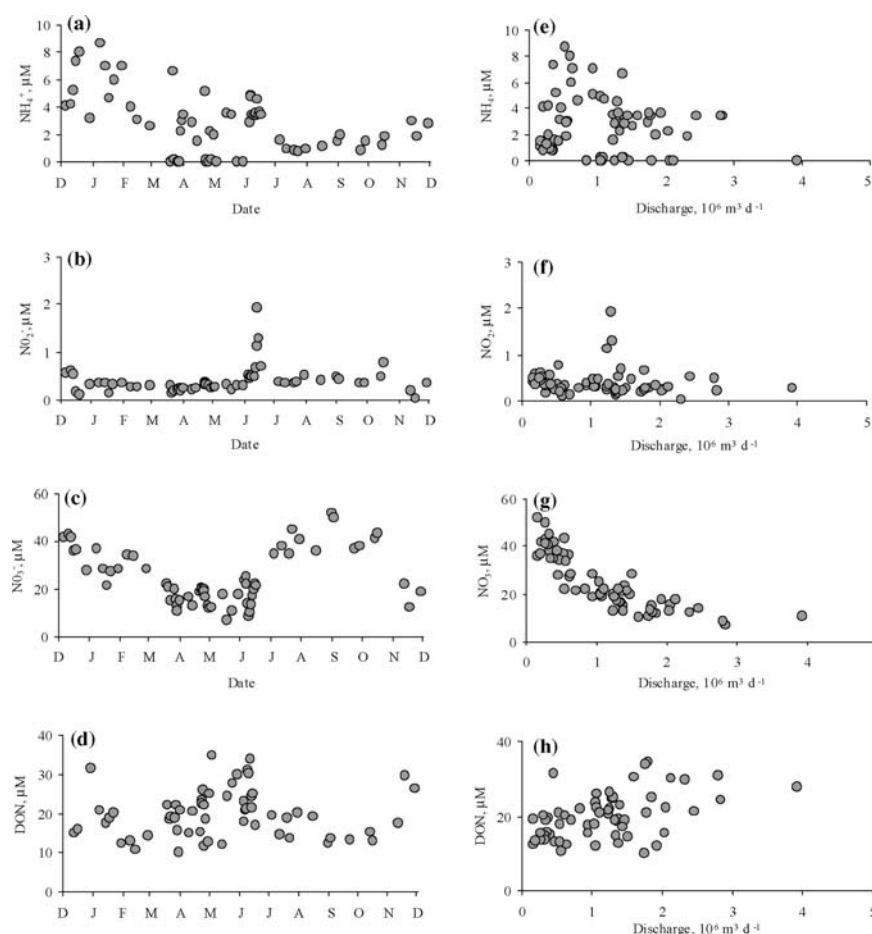 (a)
NH₄⁺, µM
10
8
6
4
2
0
D J F M A M J J A S O N D
Date
(e)
NH₄, µM
10
8
6
4
2
0
0 1 2 3 4 5
Discharge, 10⁶ m³ d⁻¹
(b)
N0₂⁻, µM
3
2
1
0
D J F M A M J J A S O N D
Date
(f)
NO₂, µM
3
2
1
0
0 1 2 3 4 5
Discharge, 10⁶ m³ d⁻¹
(c)
N0₃⁻, µM
60
40
20
0
D J F M A M J J A S O N D
Date
(g)
NO₃, µM
60
40
20
0
0 1 2 3 4
Discharge, 10⁶ m³ d⁻¹
(d)
DON, µM
40
30
20
10
0
D J F M A M J J A S O N D
Date
(h)
DON, µM
40
20
0
0 1 2 3 4 5
Discharge, 10⁶ m³ d⁻¹